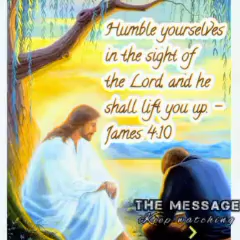 Humble yourselves
in the sight of
the Lord, and he
shall lift you up. –
James 4:10
THE MESSAGE
Keep watching